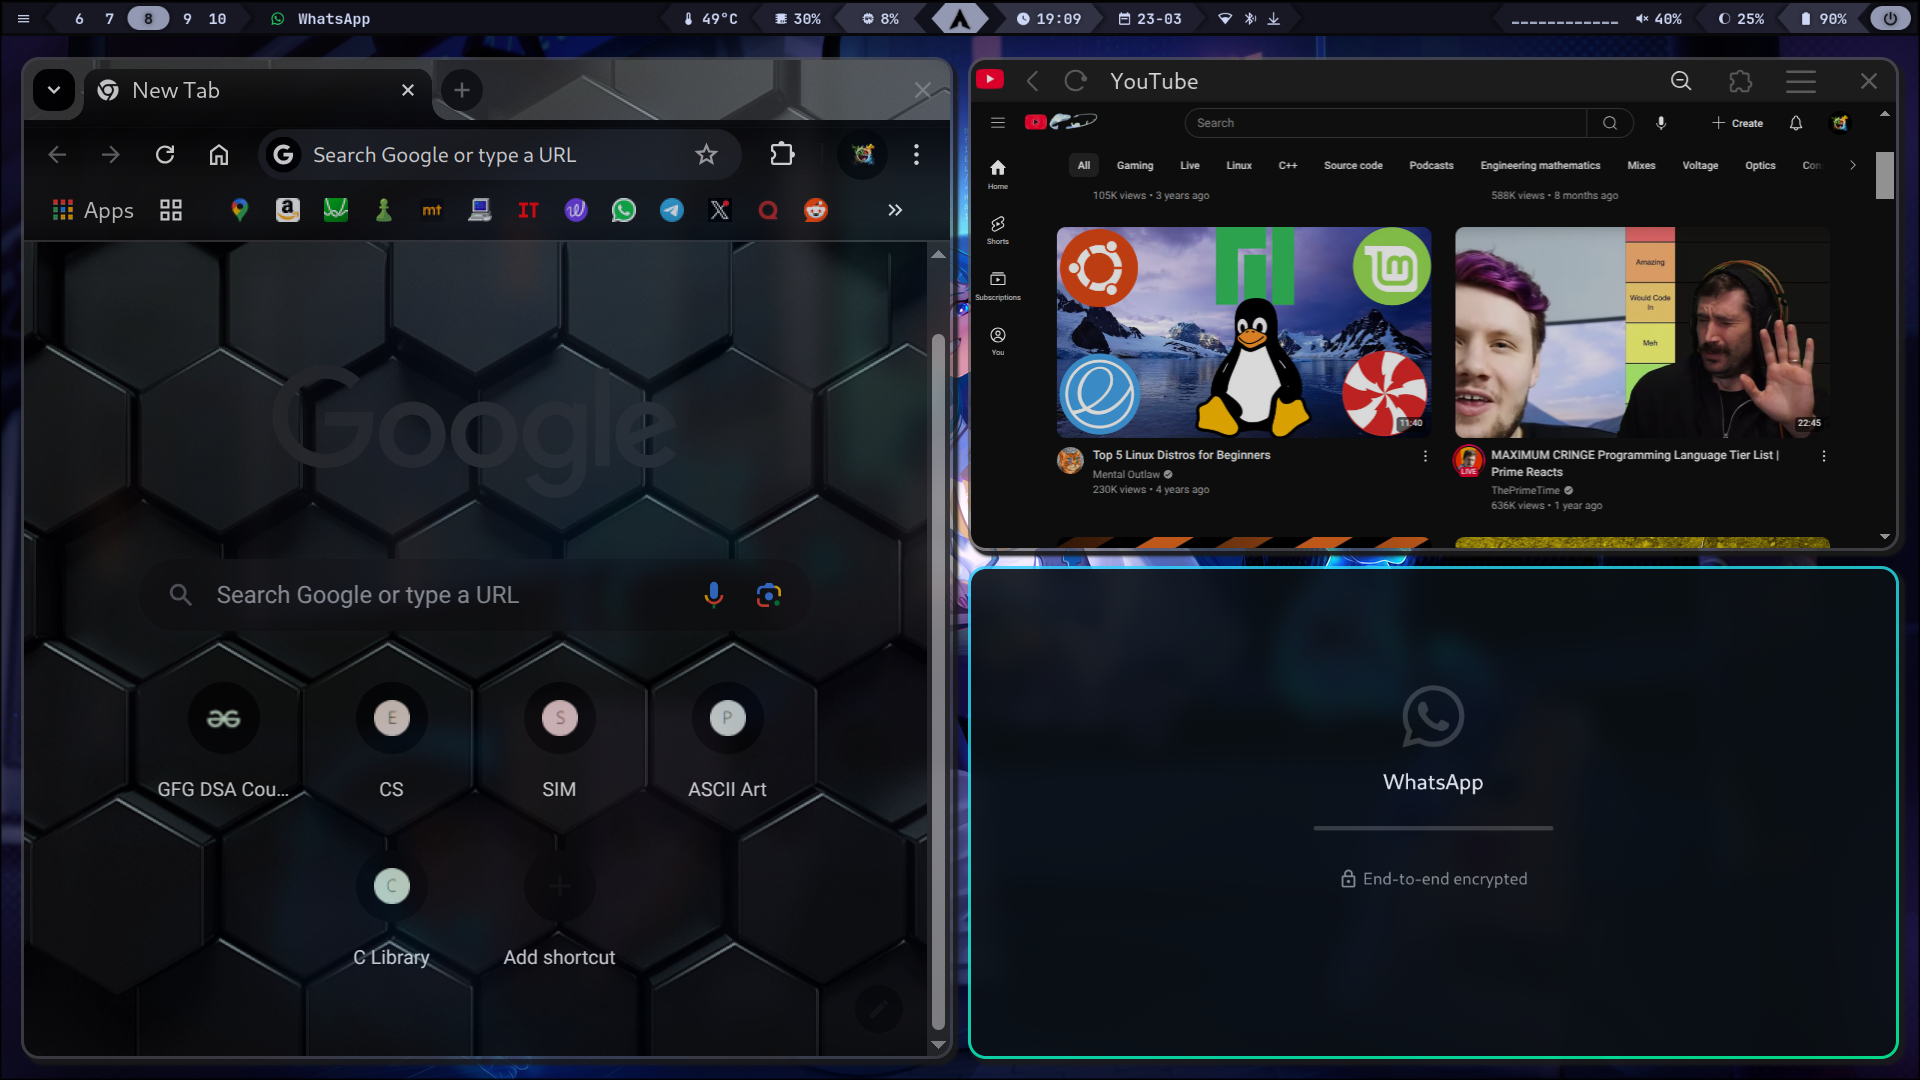 6 7 8 9 10 WhatsApp 49°C 30% 8% 19:09 23-03 40% 25% 90%
New Tab
Search Google or type a URL
Apps
mt
IT
Google
Search Google or type a URL
GFG DSA Cou...
E
CS
S
SIM
P
ASCII Art
C
C Library
Add shortcut
YouTube
Search
Create
Home
Shorts
Subscriptions
You
All Gaming Live Linux C++ Source code Podcasts Engineering mathematics Mixes Voltage Optics
105K views • 3 years ago
588K views • 8 months ago
11:40
Top 5 Linux Distros for Beginners
Mental Outlaw
230K views • 4 years ago
Amazing
Would Code
In
Meh
22:45
LIVE
MAXIMUM CRINGE Programming Language Tier List |
Prime Reacts
ThePrimeTime
636K views • 1 year ago
WhatsApp
End-to-end encrypted